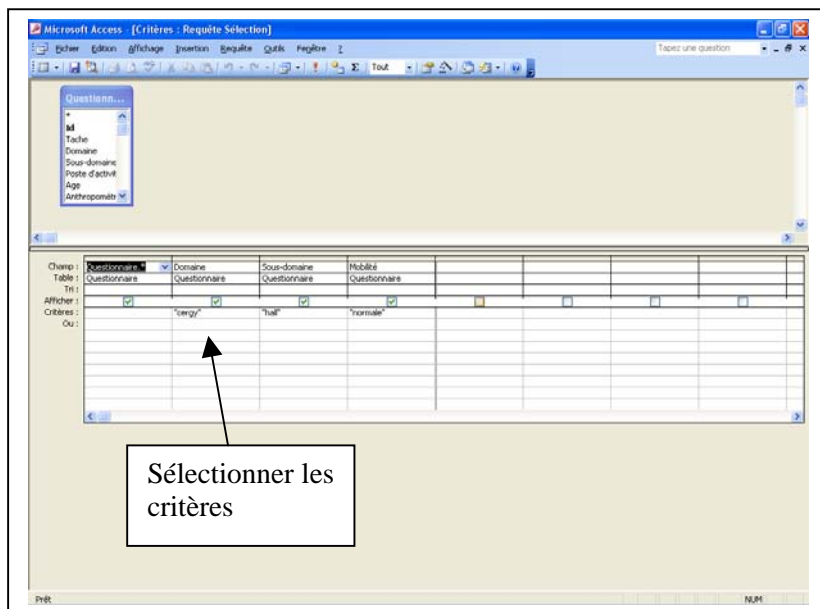 Microsoft Access - [Critères : Requête Sélection]
Fichier Edition Affichage Insertion Requête Outils Fenêtre ?
Tapez une question
Tout
Questionn...
*
Id
Tache
Domaine
Sous-domaine
Poste d'activit
Age
Anthropométr
Champ : Questionnaire.* Domaine Sous-domaine Mobilité
Table : Questionnaire Questionnaire Questionnaire Questionnaire
Tri :
Afficher :
Critères : "cergy" "hall" "normale"
Ou :
Sélectionner les
critères
Prêt NUM